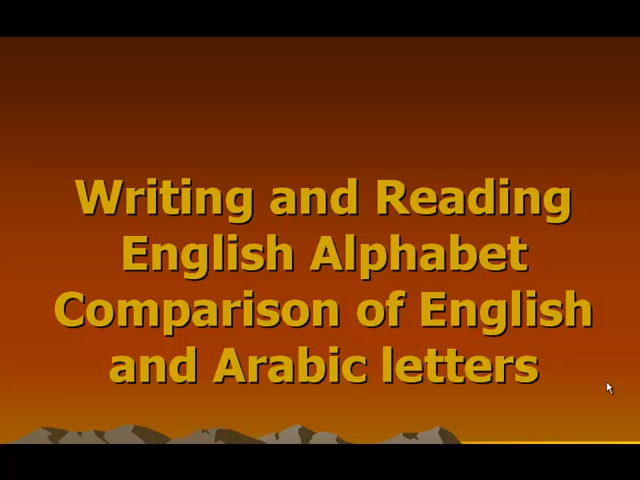 Writing and Reading
English Alphabet
Comparison of English
and Arabic letters